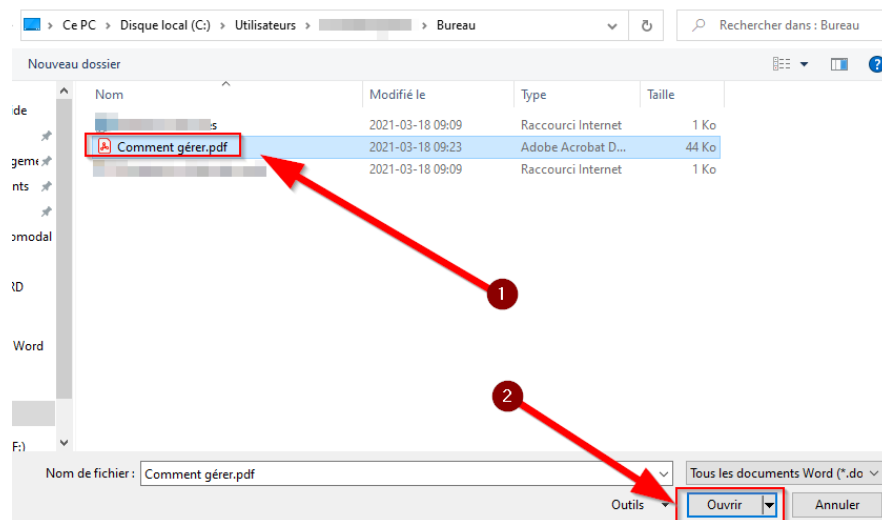 Ce PC > Disque local (C:) > Utilisateurs > > Bureau
Rechercher dans : Bureau
Nouveau dossier
Nom Modifié le Type Taille
ide
s 2021-03-18 09:09 Raccourci Internet 1 Ko
Comment gérer.pdf 2021-03-18 09:23 Adobe Acrobat D... 44 Ko
geme
2021-03-18 09:09 Raccourci Internet 1 Ko
nts
omodal
RD
1
Word
2
F:)
Nom de fichier : Comment gérer.pdf Tous les documents Word (*.do
Outils Ouvrir Annuler